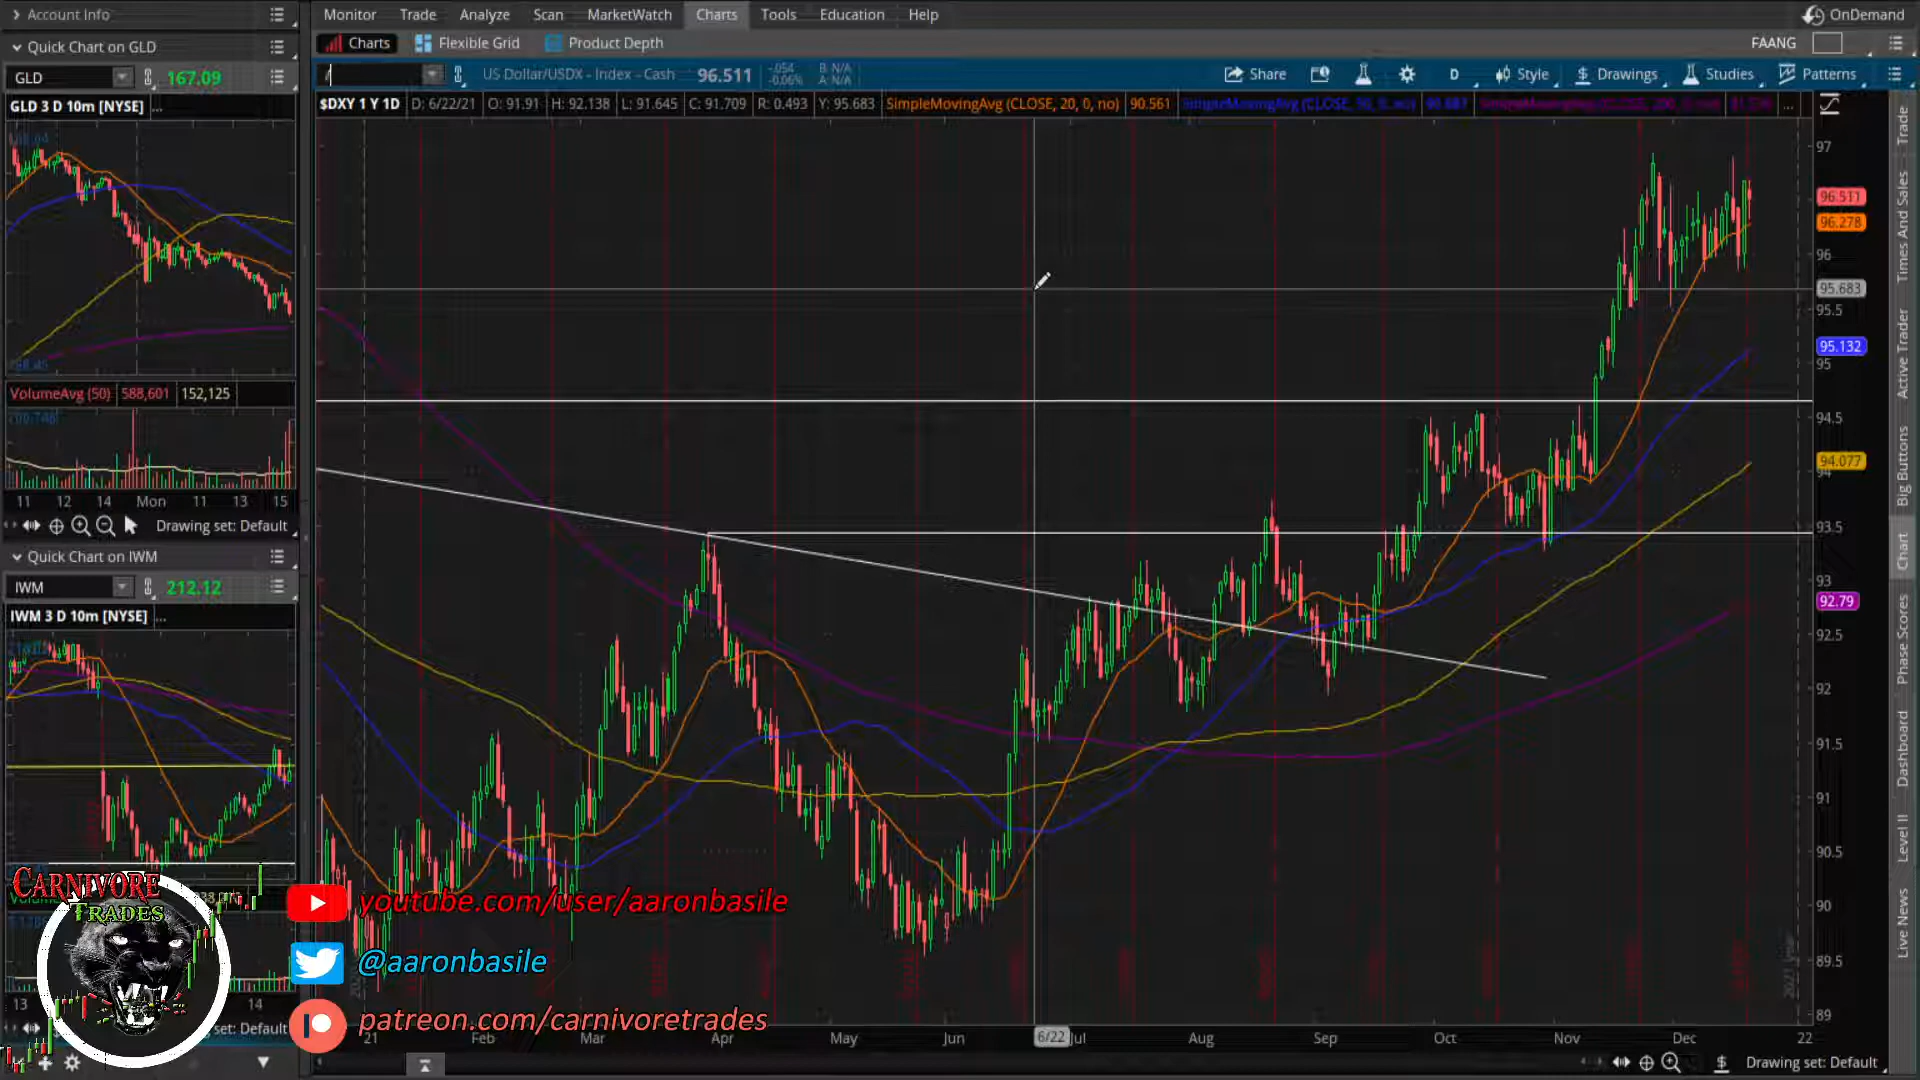 Account Info
Monitor Trade Analyze Scan MarketWatch Charts Tools Education Help
OnDemand
Quick Chart on GLD
Charts Flexible Grid Product Depth
FAANG
GLD 167.09
/ US Dollar/USDX - Index - Cash 96.511 -.054 -0.06% B: N/A A: N/A
Share D Style Drawings Studies Patterns
GLD 3 D 10m [NYSE] ...
$DXY 1 Y 1D D: 6/22/21 O: 91.91 H: 92.138 L: 91.645 C: 91.709 R: 0.493 Y: 95.683 SimpleMovingAvg (CLOSE, 20, 0, no) 90.561 ...
VolumeAvg (50) 588,601 152,125
11 12 14 Mon 11 13 15
Drawing set: Default
Quick Chart on IWM
IWM 212.12
IWM 3 D 10m [NYSE] ...
13 14
97
96.511
96.278
96
95.683
95.5
95.132
95
94.5
94.077
94
93.5
93
92.79
92.5
92
91.5
91
90.5
90
89.5
89
21 Feb Mar Apr May Jun 6/22 Jul Aug Sep Oct Nov Dec 22
Drawing set: Default
Trade
Times And Sales
Active Trader
Big Buttons
Chart
Phase Scores
Dashboard
Level II
Live News
CARNIVORE
TRADES
youtube.com/user/aaronbasile
@aaronbasile
patreon.com/carnivoretrades
set: Default